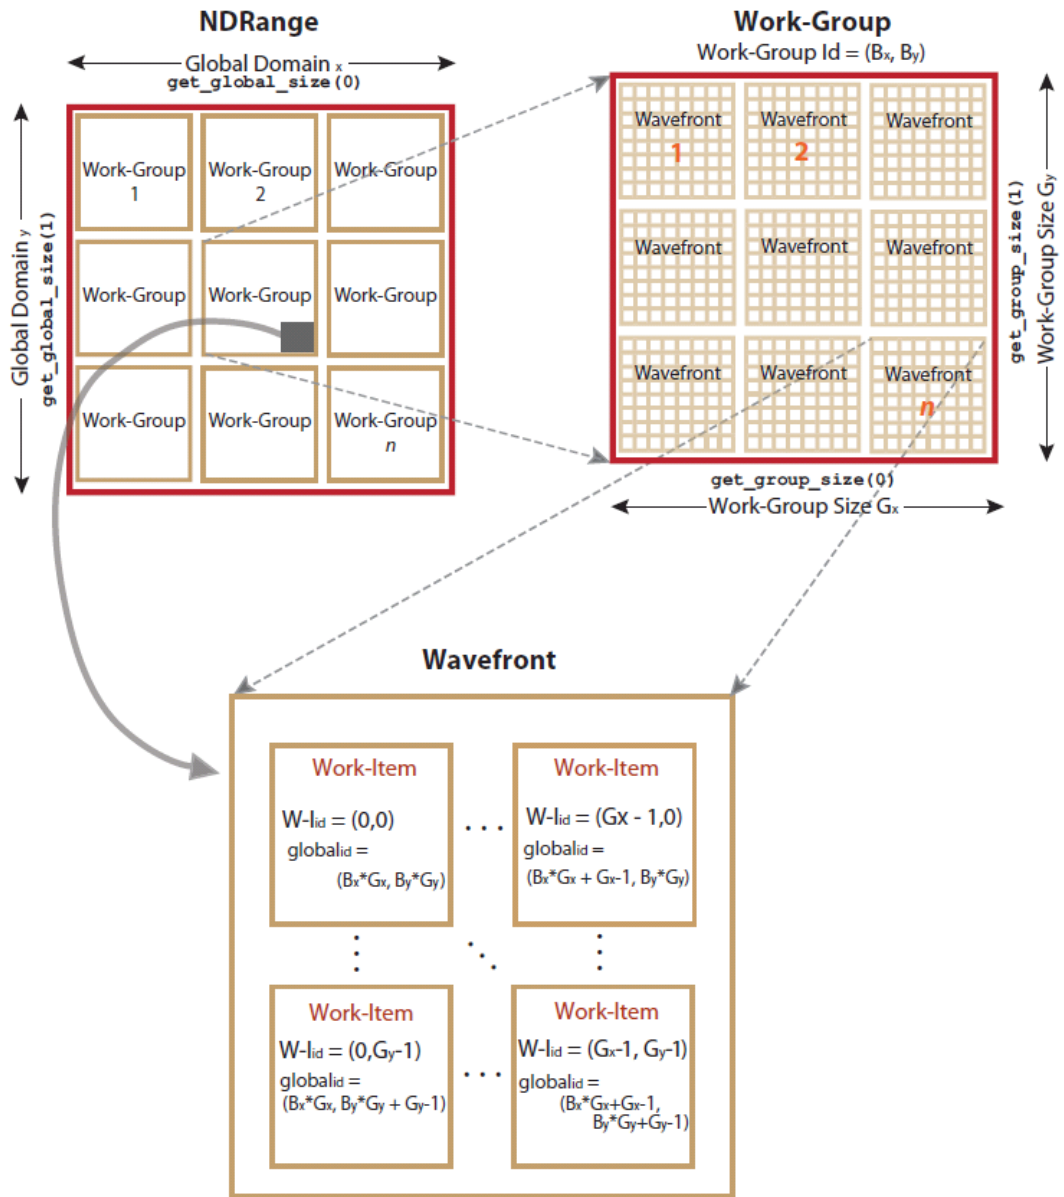 NDRange
Global Domain x
get_global_size(0)
Global Domain y
get_global_size(1)
Work-Group
1
Work-Group
2
Work-Group
Work-Group
Work-Group
Work-Group
Work-Group
Work-Group
Work-Group
n
Work-Group
Work-Group Id = (Bx, By)
Wavefront
1
Wavefront
2
Wavefront
Wavefront
Wavefront
Wavefront
Wavefront
Wavefront
Wavefront
n
get_group_size(1)
Work-Group Size Gy
get_group_size(0)
Work-Group Size Gx
Wavefront
Work-Item
W-Iid = (0,0)
globalid =
(Bx*Gx, By*Gy)
. . .
Work-Item
W-Iid = (Gx - 1,0)
globalid =
(Bx*Gx + Gx-1, By*Gy)
Work-Item
W-Iid = (0,Gy-1)
globalid =
(Bx*Gx, By*Gy + Gy-1)
. . .
Work-Item
W-Iid = (Gx-1, Gy-1)
globalid =
(Bx*Gx+Gx-1,
By*Gy+Gy-1)